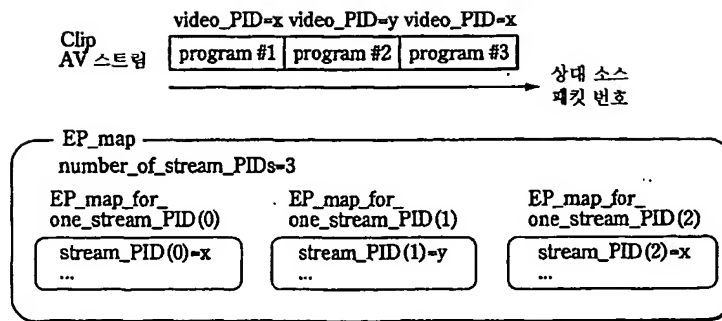 video_PID=x video_PID=y video_PID=x
Clip
AV 스트림
program #1 program #2 program #3
상대 소스
패킷 번호
EP_map
number_of_stream_PIDs=3
EP_map_for_ EP_map_for_ EP_map_for_
one_stream_PID(0) one_stream_PID(1) one_stream_PID(2)
stream_PID(0)=x stream_PID(1)=y stream_PID(2)=x
... ... ...